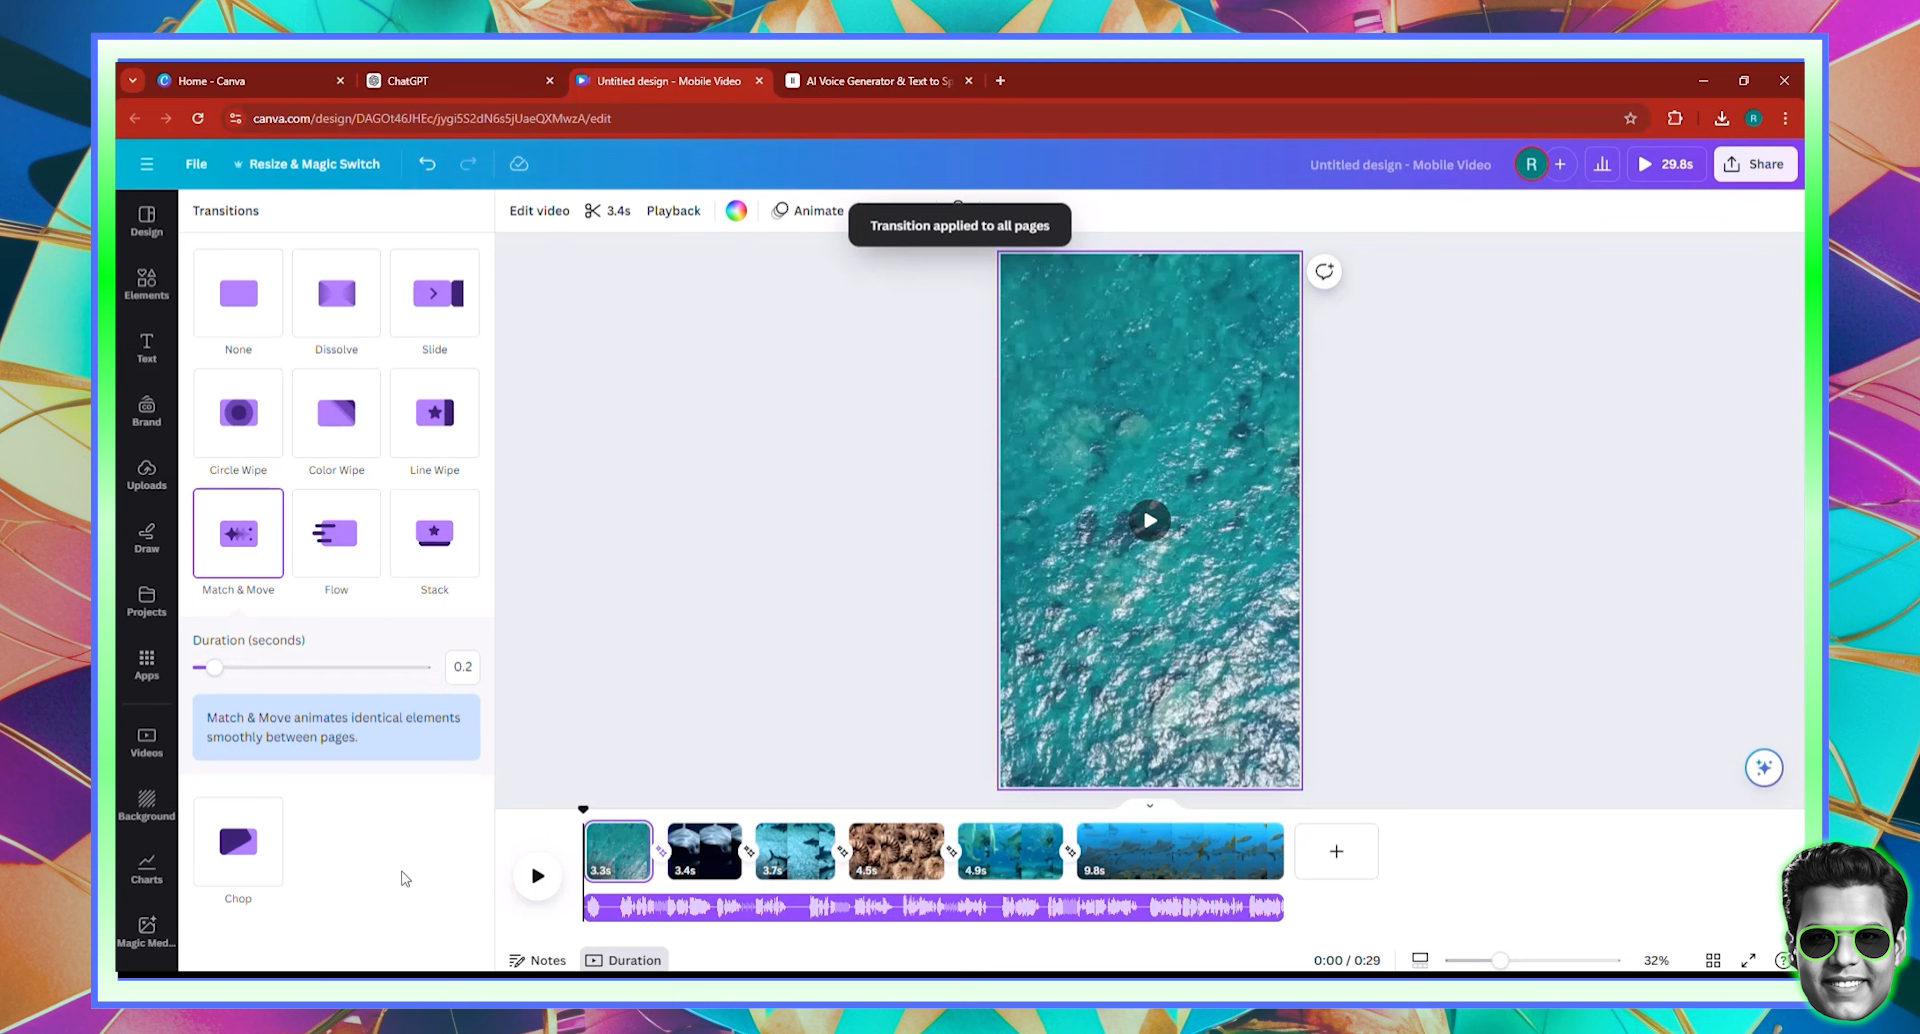 Home - Canva
ChatGPT
Untitled design - Mobile Video
AI Voice Generator & Text to Sp
canva.com/design/DAGOt46JHEc/jygi5S2dN6s5jUaeQXMwzA/edit
R
File
Resize & Magic Switch
Untitled design - Mobile Video
R
29.8s
Share
Design
Elements
Text
Brand
Uploads
Draw
Projects
Apps
Videos
Background
Charts
Magic Med...
Transitions
None
Dissolve
Slide
Circle Wipe
Color Wipe
Line Wipe
Match & Move
Flow
Stack
Duration (seconds)
0.2
Match & Move animates identical elements
smoothly between pages.
Chop
Edit video
3.4s
Playback
Animate
Transition applied to all pages
3.3s
3.4s
3.7s
4.5s
4.9s
9.8s
Notes
Duration
0:00 / 0:29
32%